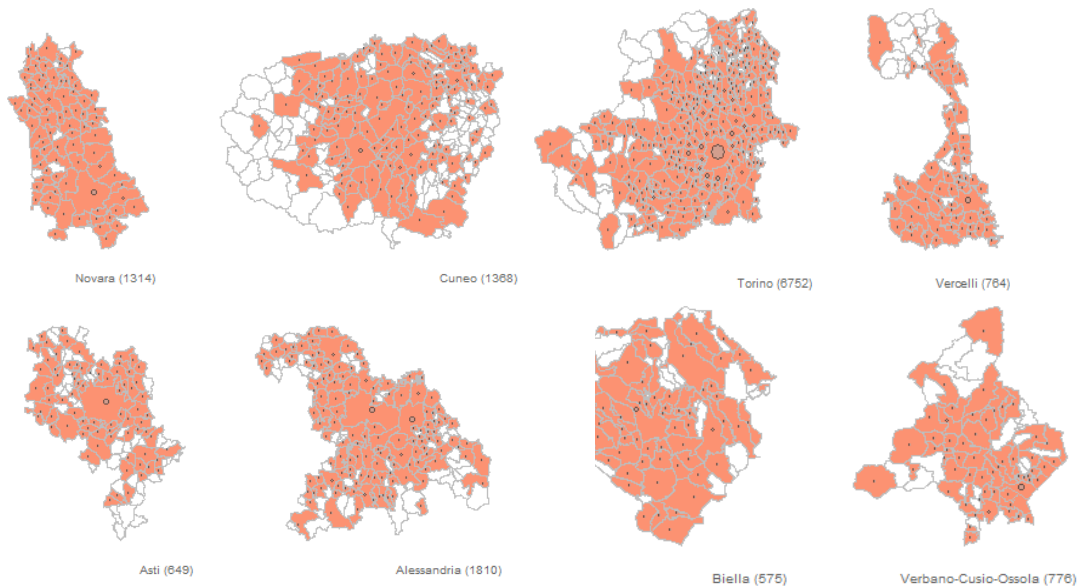 Novara (1314)
Cuneo (1368)
Torino (6752)
Vercelli (764)
Asti (649)
Alessandria (1810)
Biella (575)
Verbano-Cusio-Ossola (776)